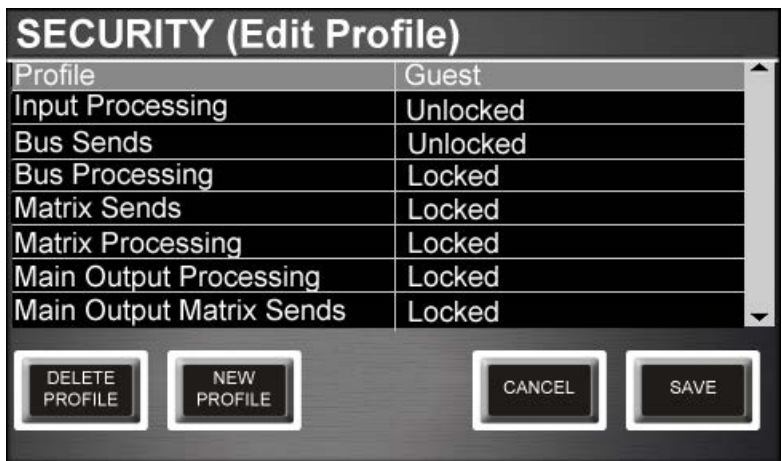 SECURITY (Edit Profile)
Profile Guest
Input Processing Unlocked
Bus Sends Unlocked
Bus Processing Locked
Matrix Sends Locked
Matrix Processing Locked
Main Output Processing Locked
Main Output Matrix Sends Locked
DELETE PROFILE
NEW PROFILE
CANCEL
SAVE